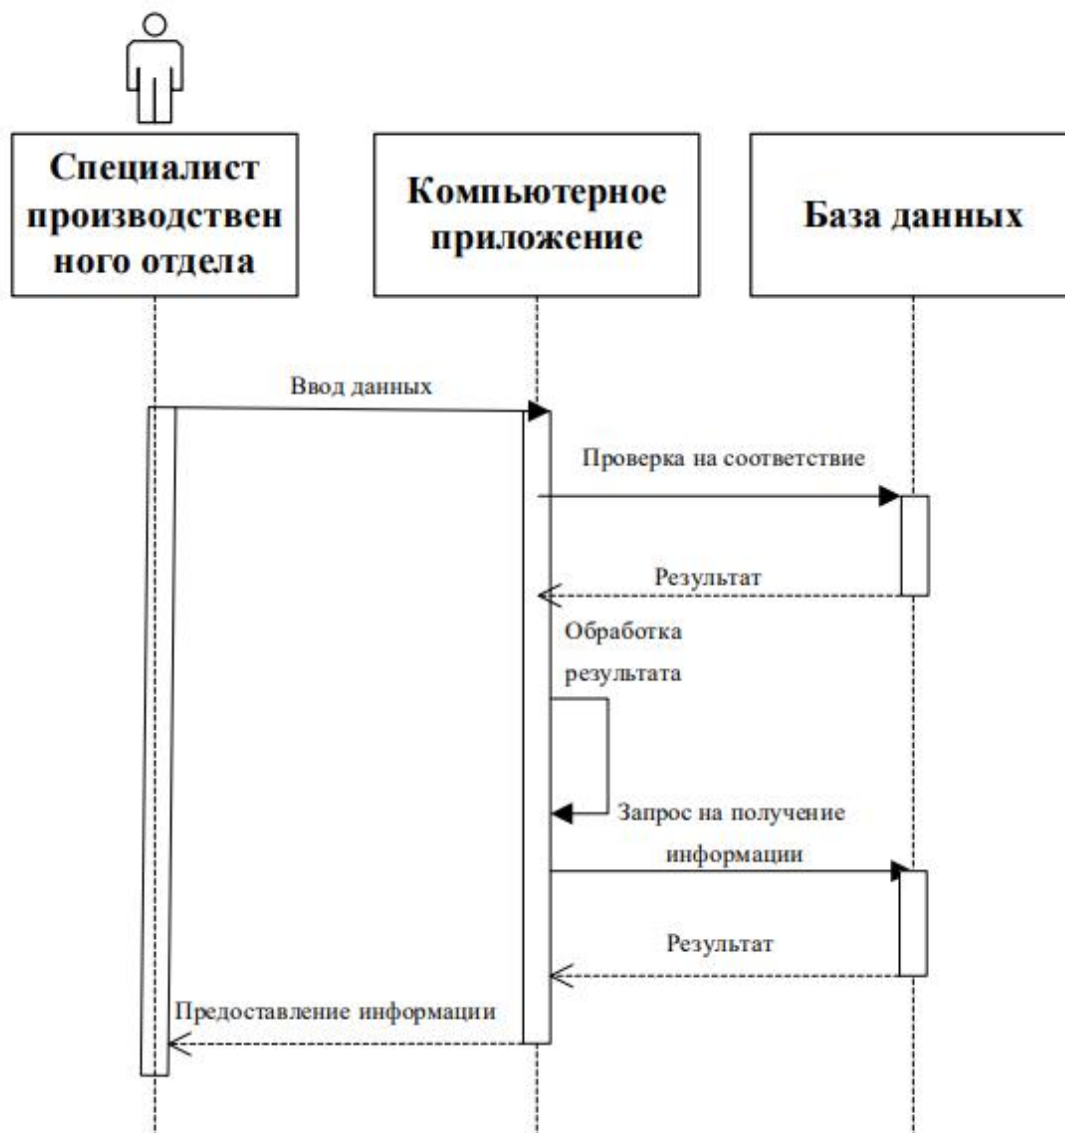 Специалист
производствен
ного отдела
Компьютерное
приложение
База данных
Ввод данных
Проверка на соответствие
Результат
Обработка
результата
Запрос на получение
информации
Результат
Предоставление информации